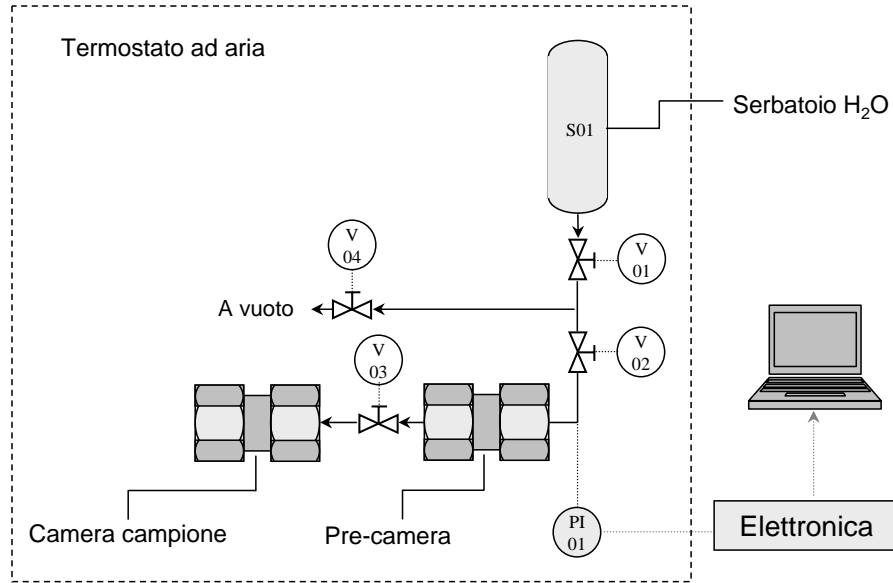 Termostato ad aria
S01
Serbatoio H₂O
V
04
V
01
A vuoto
V
03
V
02
Camera campione
Pre-camera
PI
01
Elettronica